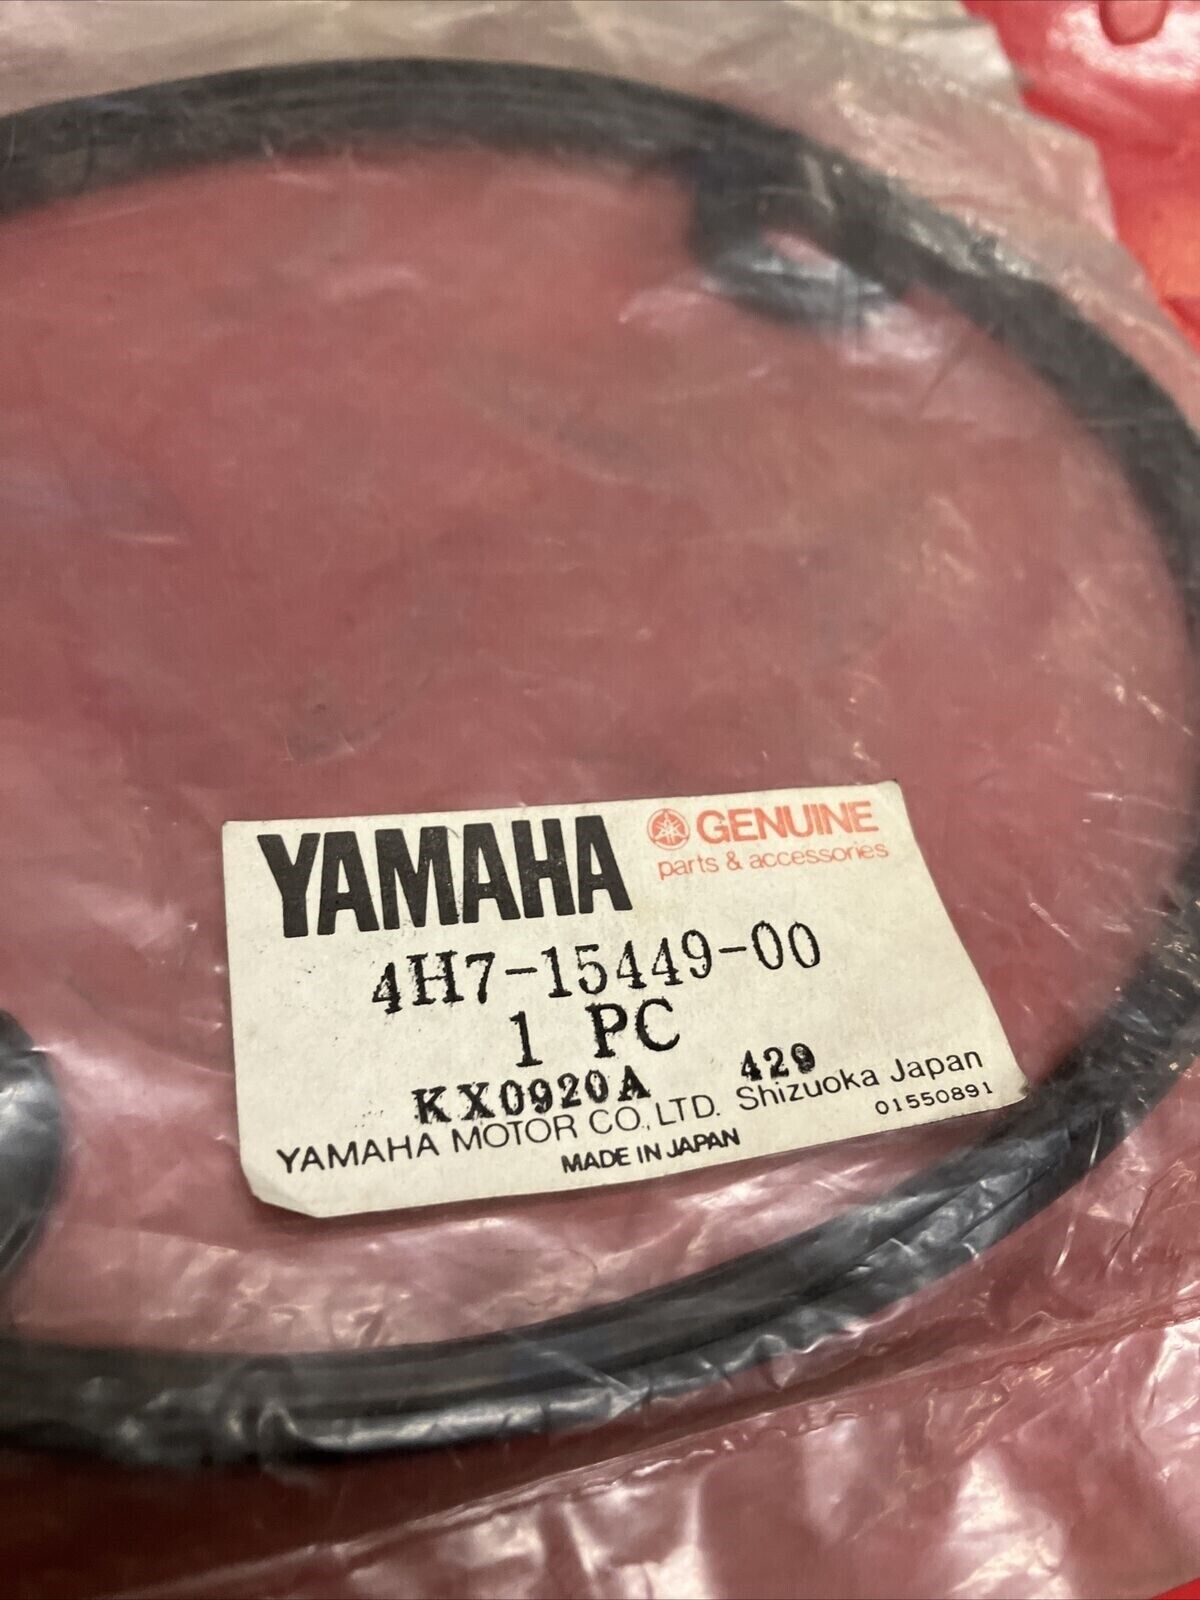 YAMAHA GENUINE
parts & accessories
4H7-15449-00
1 PC
KX0920A 429
YAMAHA MOTOR CO., LTD. Shizuoka Japan
MADE IN JAPAN 01550891